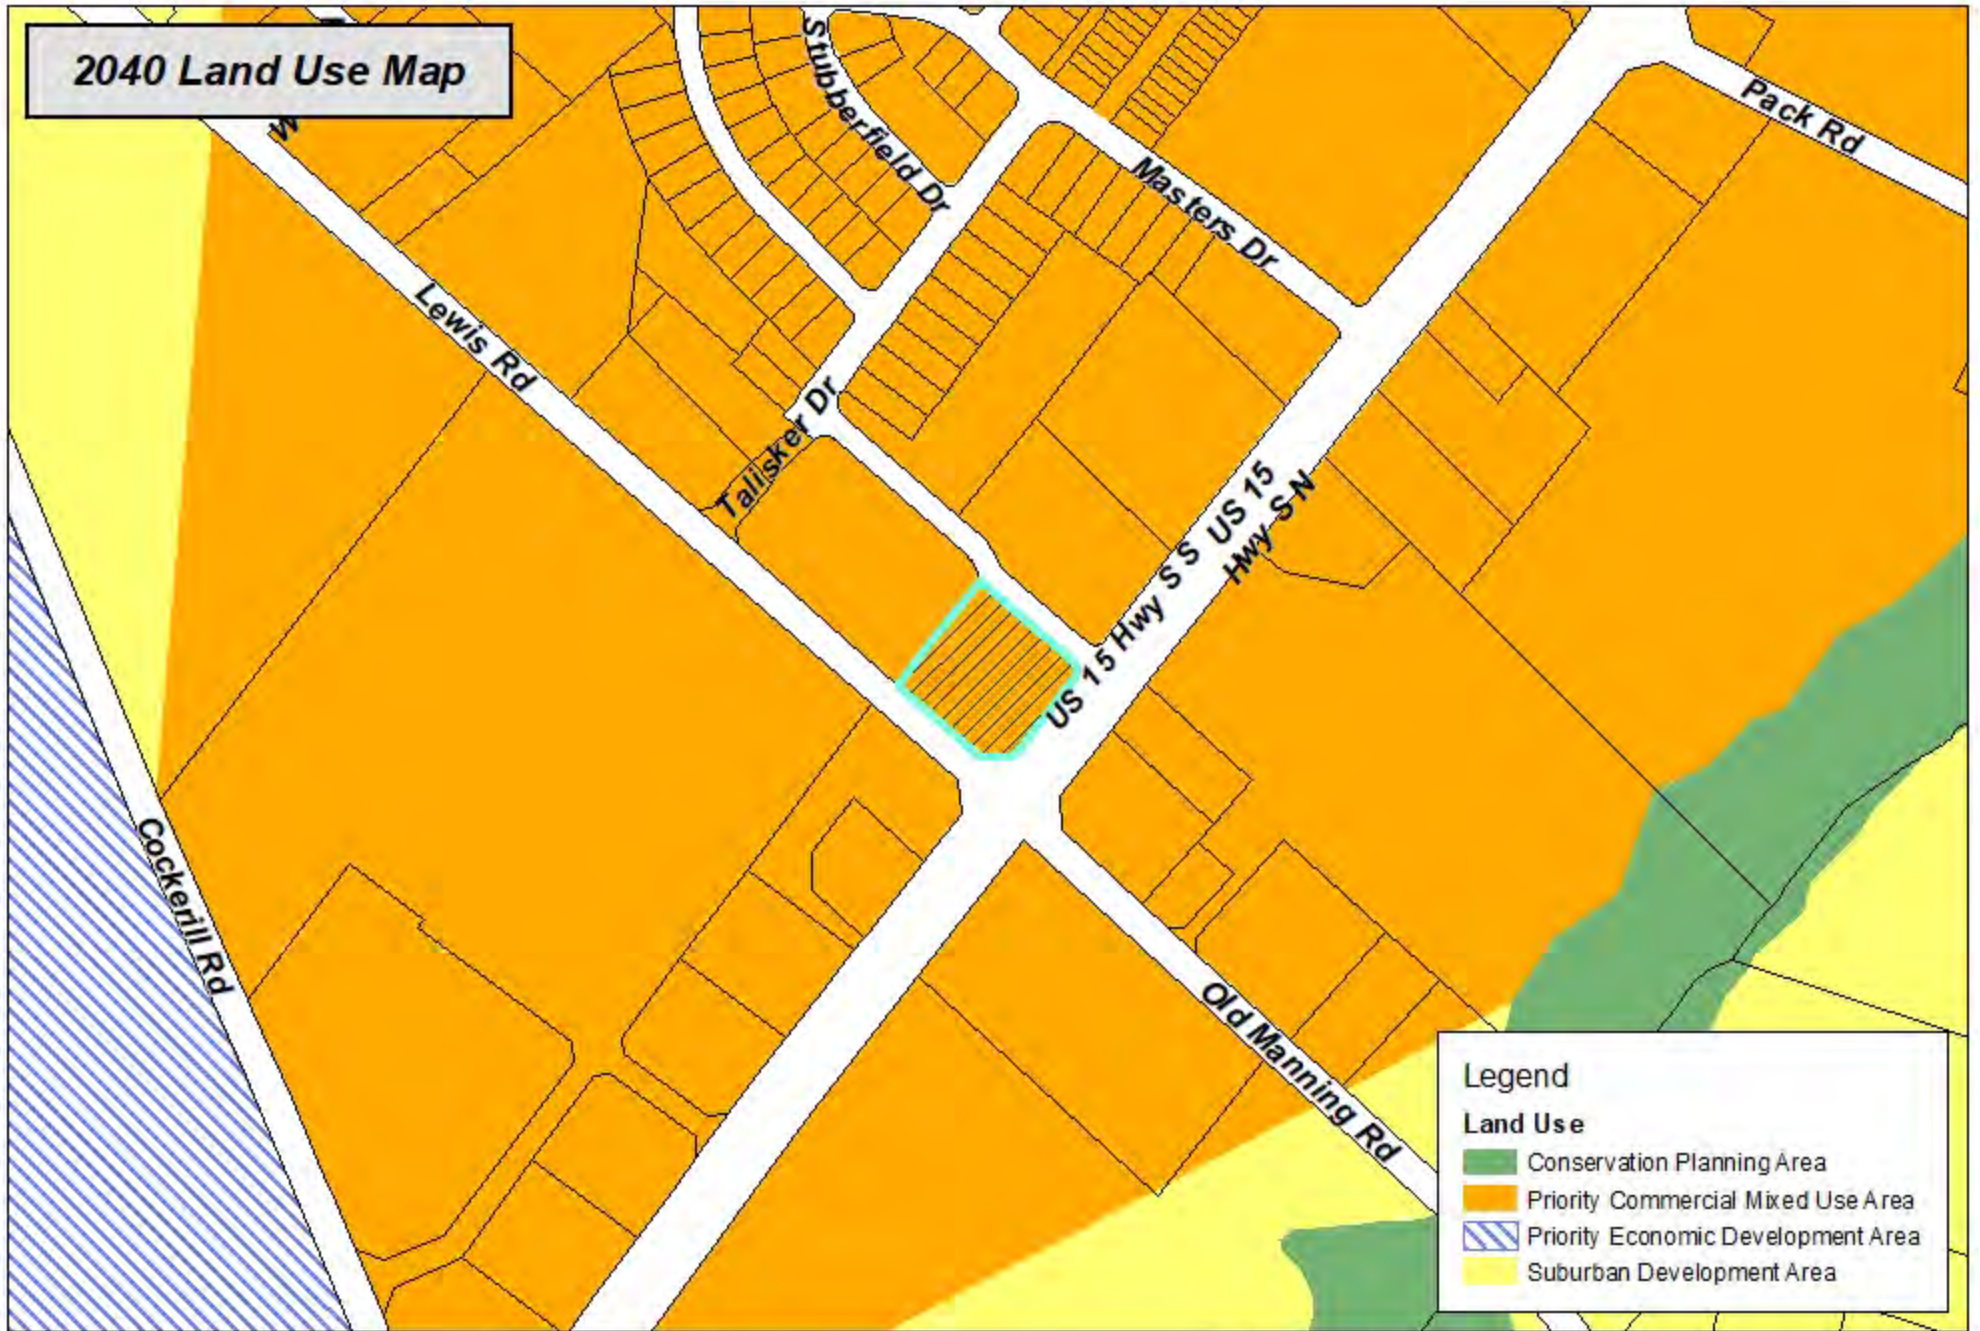 2040 Land Use Map
W
Stubberfield Dr
Pack Rd
Masters Dr
Lewis Rd
Talisker Dr
US 15
Hwy S N
US 15 Hwy S S
Cockerill Rd
Old Manning Rd
Legend
Land Use
Conservation Planning Area
Priority Commercial Mixed Use Area
Priority Economic Development Area
Suburban Development Area